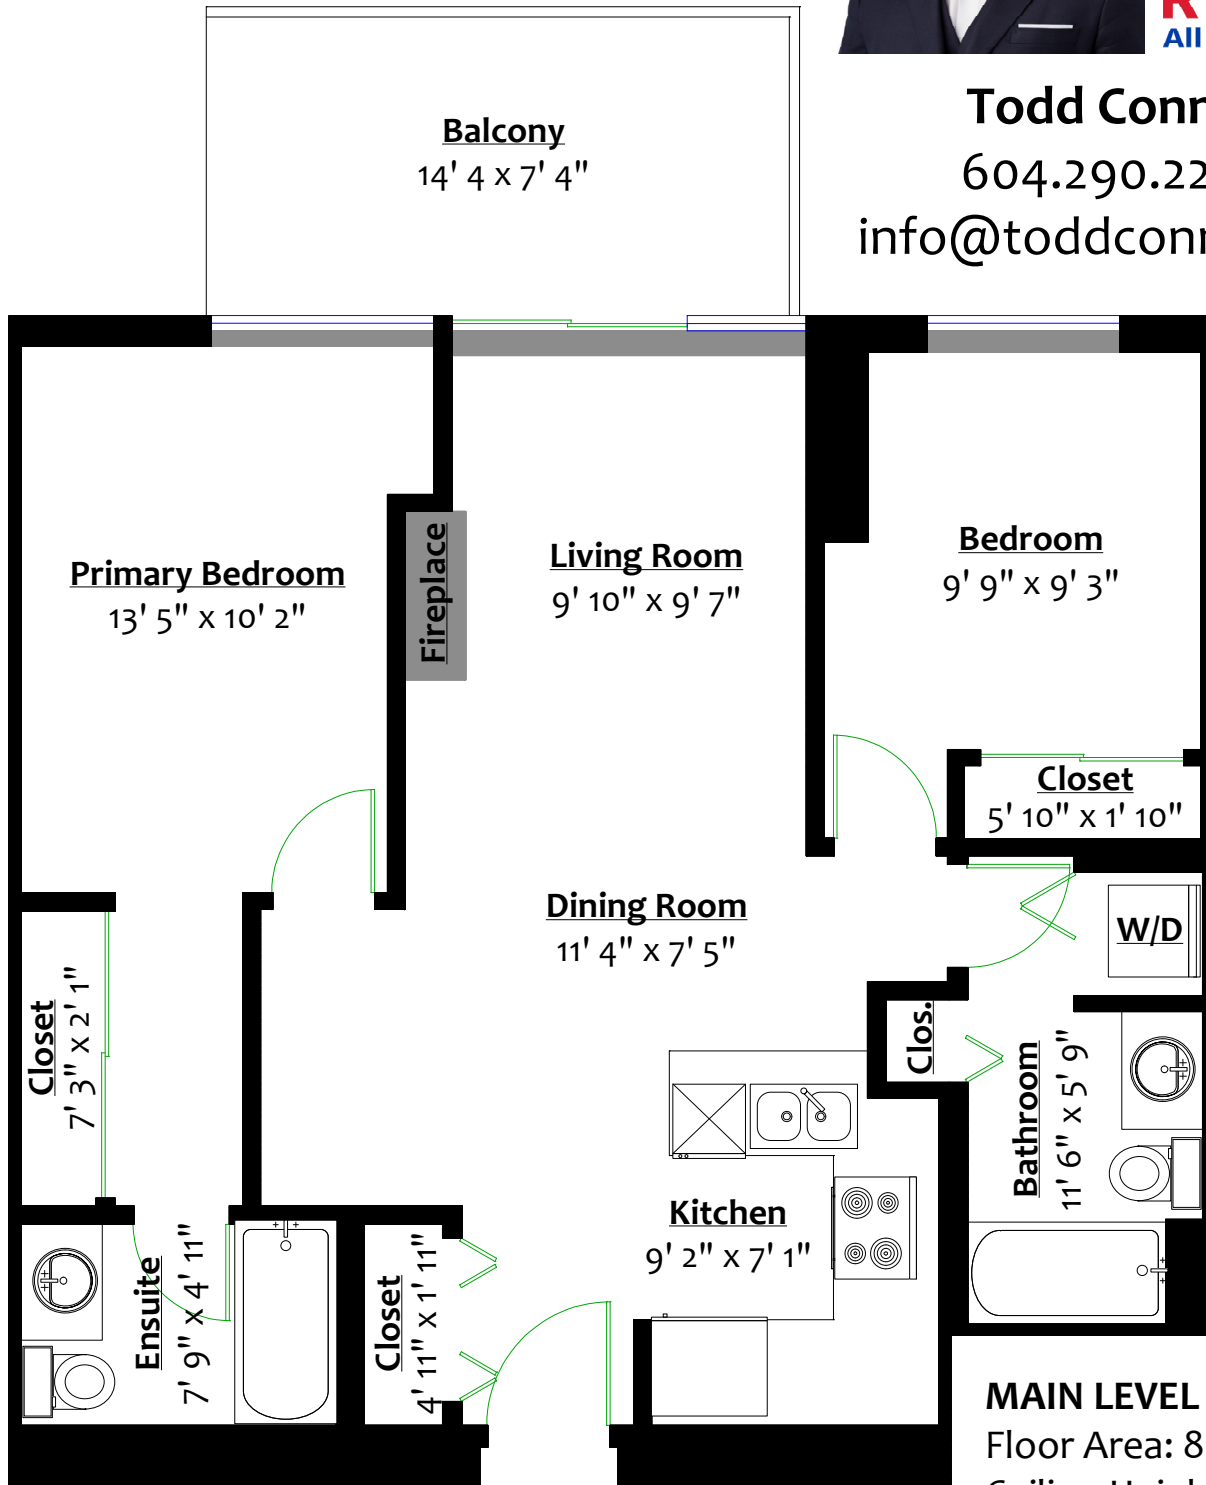 All
Todd
604.290.22
Balcony
14' 4 x 7' 4"
Primary Bedroom
13' 5" x 10' 2"
Fireplace
Living Room
9' 10" x 9' 7"
Bedroom
9' 9" x 9' 3"
Closet
5' 10" x 1' 10"
Dining Room
11' 4" x 7' 5"
W/D
Closet
7' 3" x 2' 1"
Clos.
Bathroom
11' 6" x 5' 9"
Kitchen
9' 2" x 7' 1"
Ensuite
7' 9" x 4' 11"
Closet
4' 11" x 1' 11"
MAIN LEVEL
Floor Area: 8